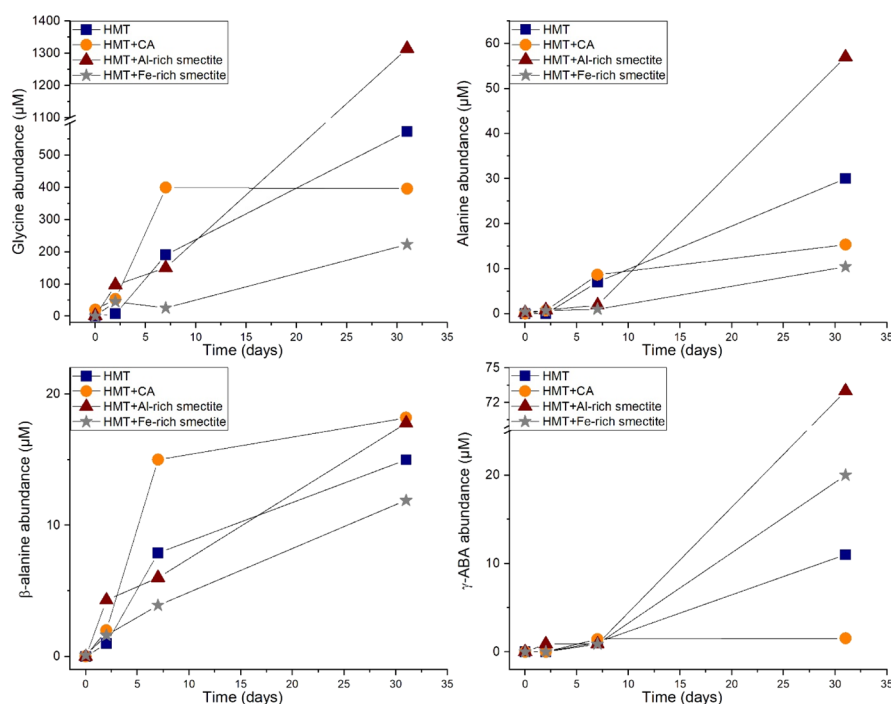 Glycine abundance (μM)
1400
1300
1200
1100
500
400
300
200
100
0
HMT
HMT+CA
HMT+Al-rich smectite
HMT+Fe-rich smectite
0 5 10 15 20 25 30 35
Time (days)
Alanine abundance (μM)
60
50
40
30
20
10
0
HMT
HMT+CA
HMT+Al-rich smectite
HMT+Fe-rich smectite
0 5 10 15 20 25 30 35
Time (days)
β-alanine abundance (μM)
20
10
0
HMT
HMT+CA
HMT+Al-rich smectite
HMT+Fe-rich smectite
0 5 10 15 20 25 30 35
Time (days)
γ-ABA abundance (μM)
75
72
20
10
0
HMT
HMT+CA
HMT+Al-rich smectite
HMT+Fe-rich smectite
0 5 10 15 20 25 30 35
Time (days)